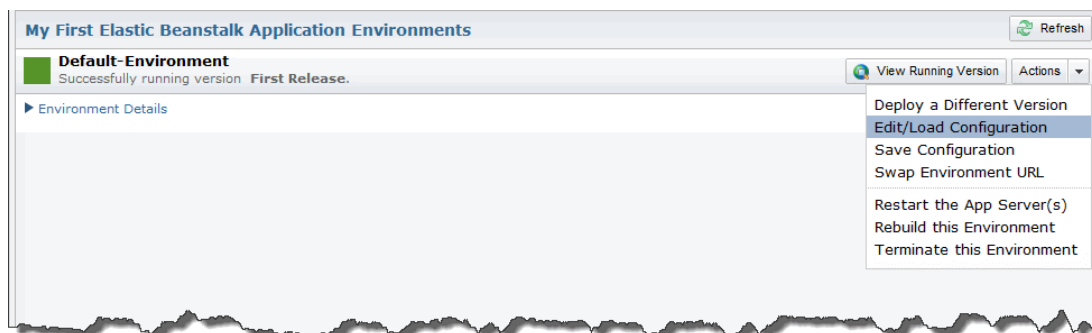 My First Elastic Beanstalk Application Environments
Refresh
Default-Environment
Successfully running version First Release.
View Running Version
Actions
Environment Details
Deploy a Different Version
Edit/Load Configuration
Save Configuration
Swap Environment URL
Restart the App Server(s)
Rebuild this Environment
Terminate this Environment